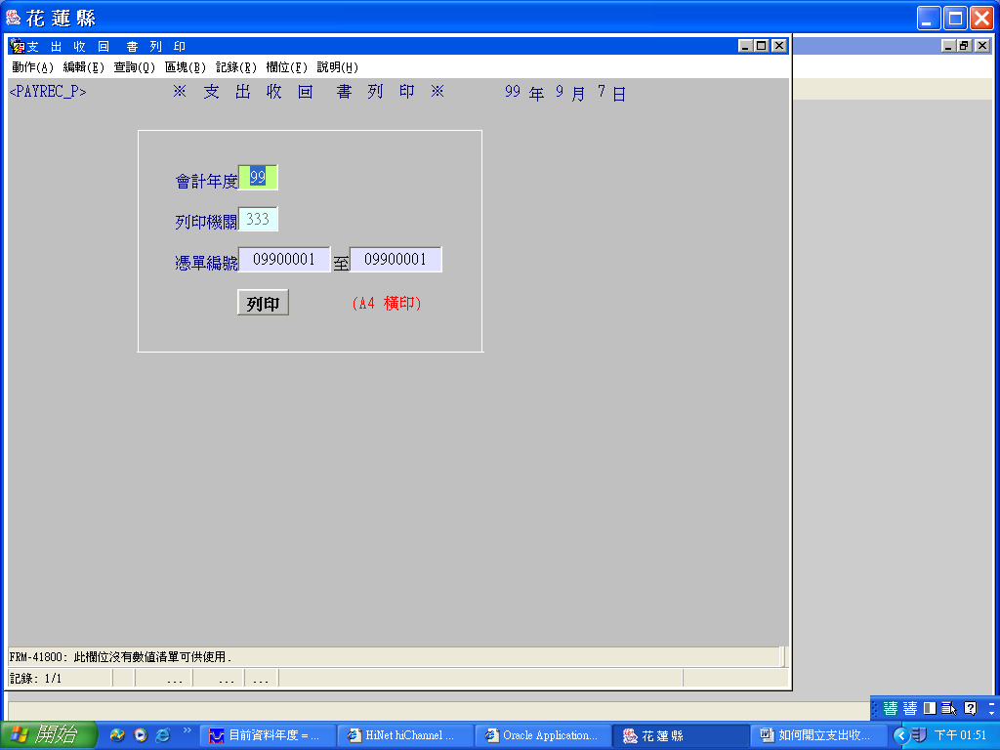 花蓮縣
支出收回書列印
動作(A) 編輯(E) 查詢(Q) 區塊(B) 記錄(R) 欄位(F) 說明(H)
<PAYREC_P> ※ 支 出 收 回 書 列 印 ※ 99 年 9 月 7 日
會計年度 99
列印機關 333
憑單編號 09900001 至 09900001
列印 (A4 橫印)
FRM-41800: 此欄位沒有數值清單可供使用.
記錄: 1/1 ... ... ...
開始 目前資料年度 =... HiNet hiChannel ... Oracle Application... 花蓮縣 如何開立支出收... 下午 01:51